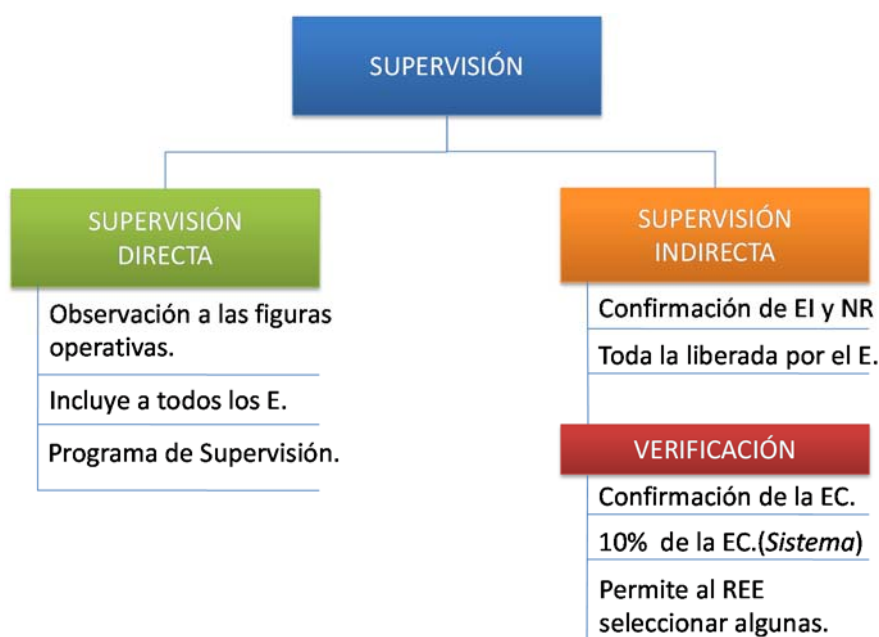 SUPERVISIÓN
SUPERVISIÓN
DIRECTA
Observación a las figuras
operativas.
Incluye a todos los E.
Programa de Supervisión.
SUPERVISIÓN
INDIRECTA
Confirmación de EI y NR
Toda la liberada por el E.
VERIFICACIÓN
Confirmación de la EC.
10% de la EC.(Sistema)
Permite al REE
seleccionar algunas.